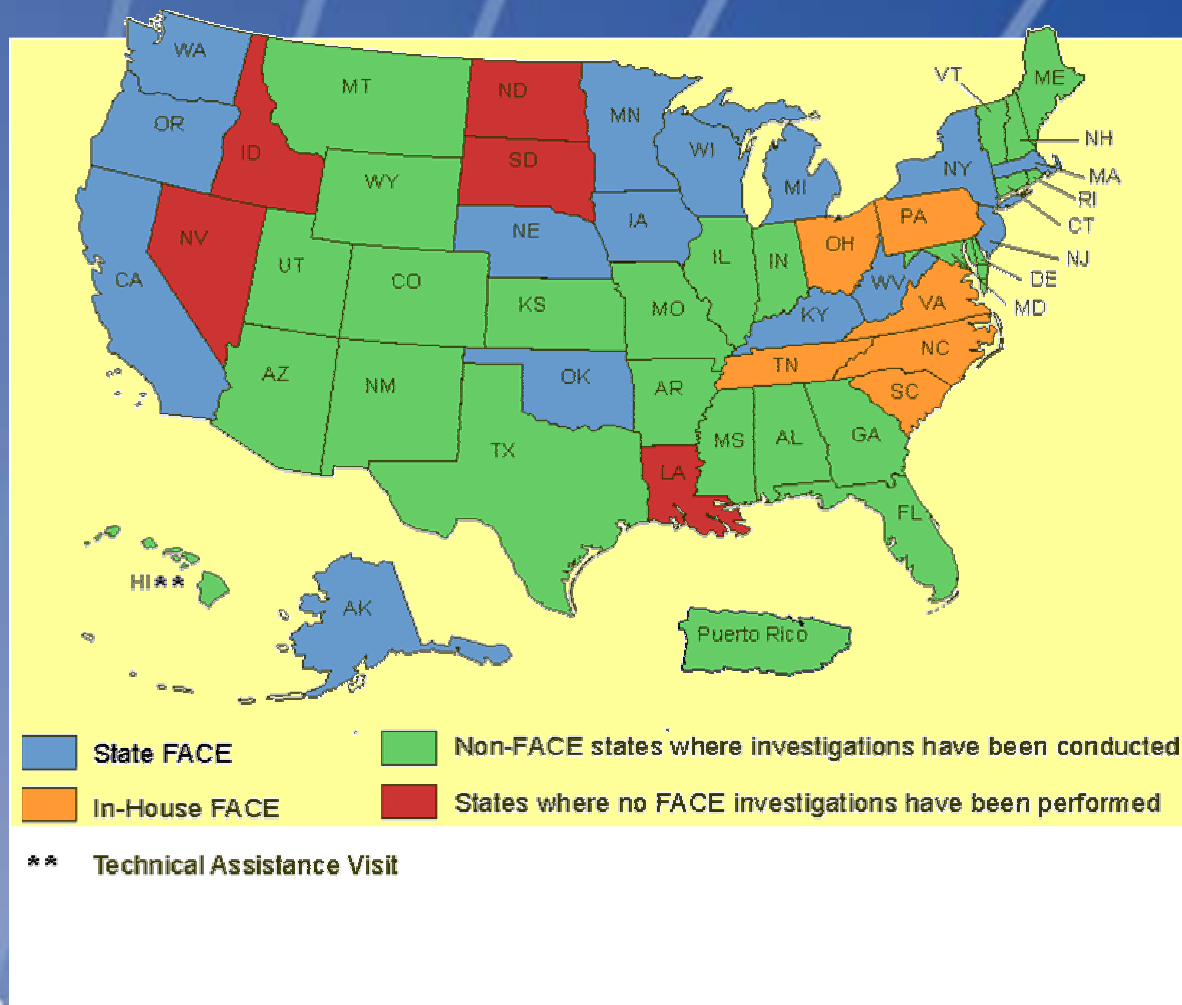 WA
MT
ND
MN
VT
ME
OR
ID
SD
WI
NH
NY
MA
WY
MI
RI
NV
NE
IA
PA
CT
UT
OH
NJ
CA
CO
IL
IN
WV
DE
KS
MO
KY
VA
MD
AZ
NM
OK
AR
TN
NC
SC
TX
MS
AL
GA
LA
FL
HI**
AK
Puerto Rico
State FACE
Non-FACE states where investigations have been conducted
In-House FACE
States where no FACE investigations have been performed
** Technical Assistance Visit